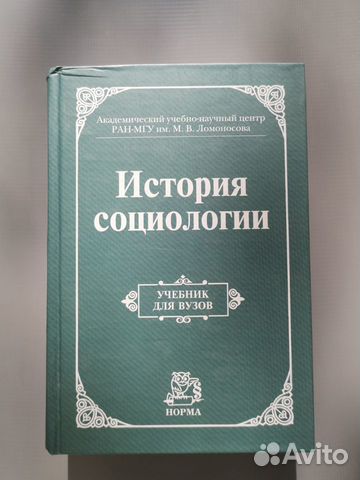 Академический учебно-научный центр
РАН-МГУ им. М. В. Ломоносова
История
социологии
УЧЕБНИК
ДЛЯ ВУЗОВ
§
НОРМА
Avito